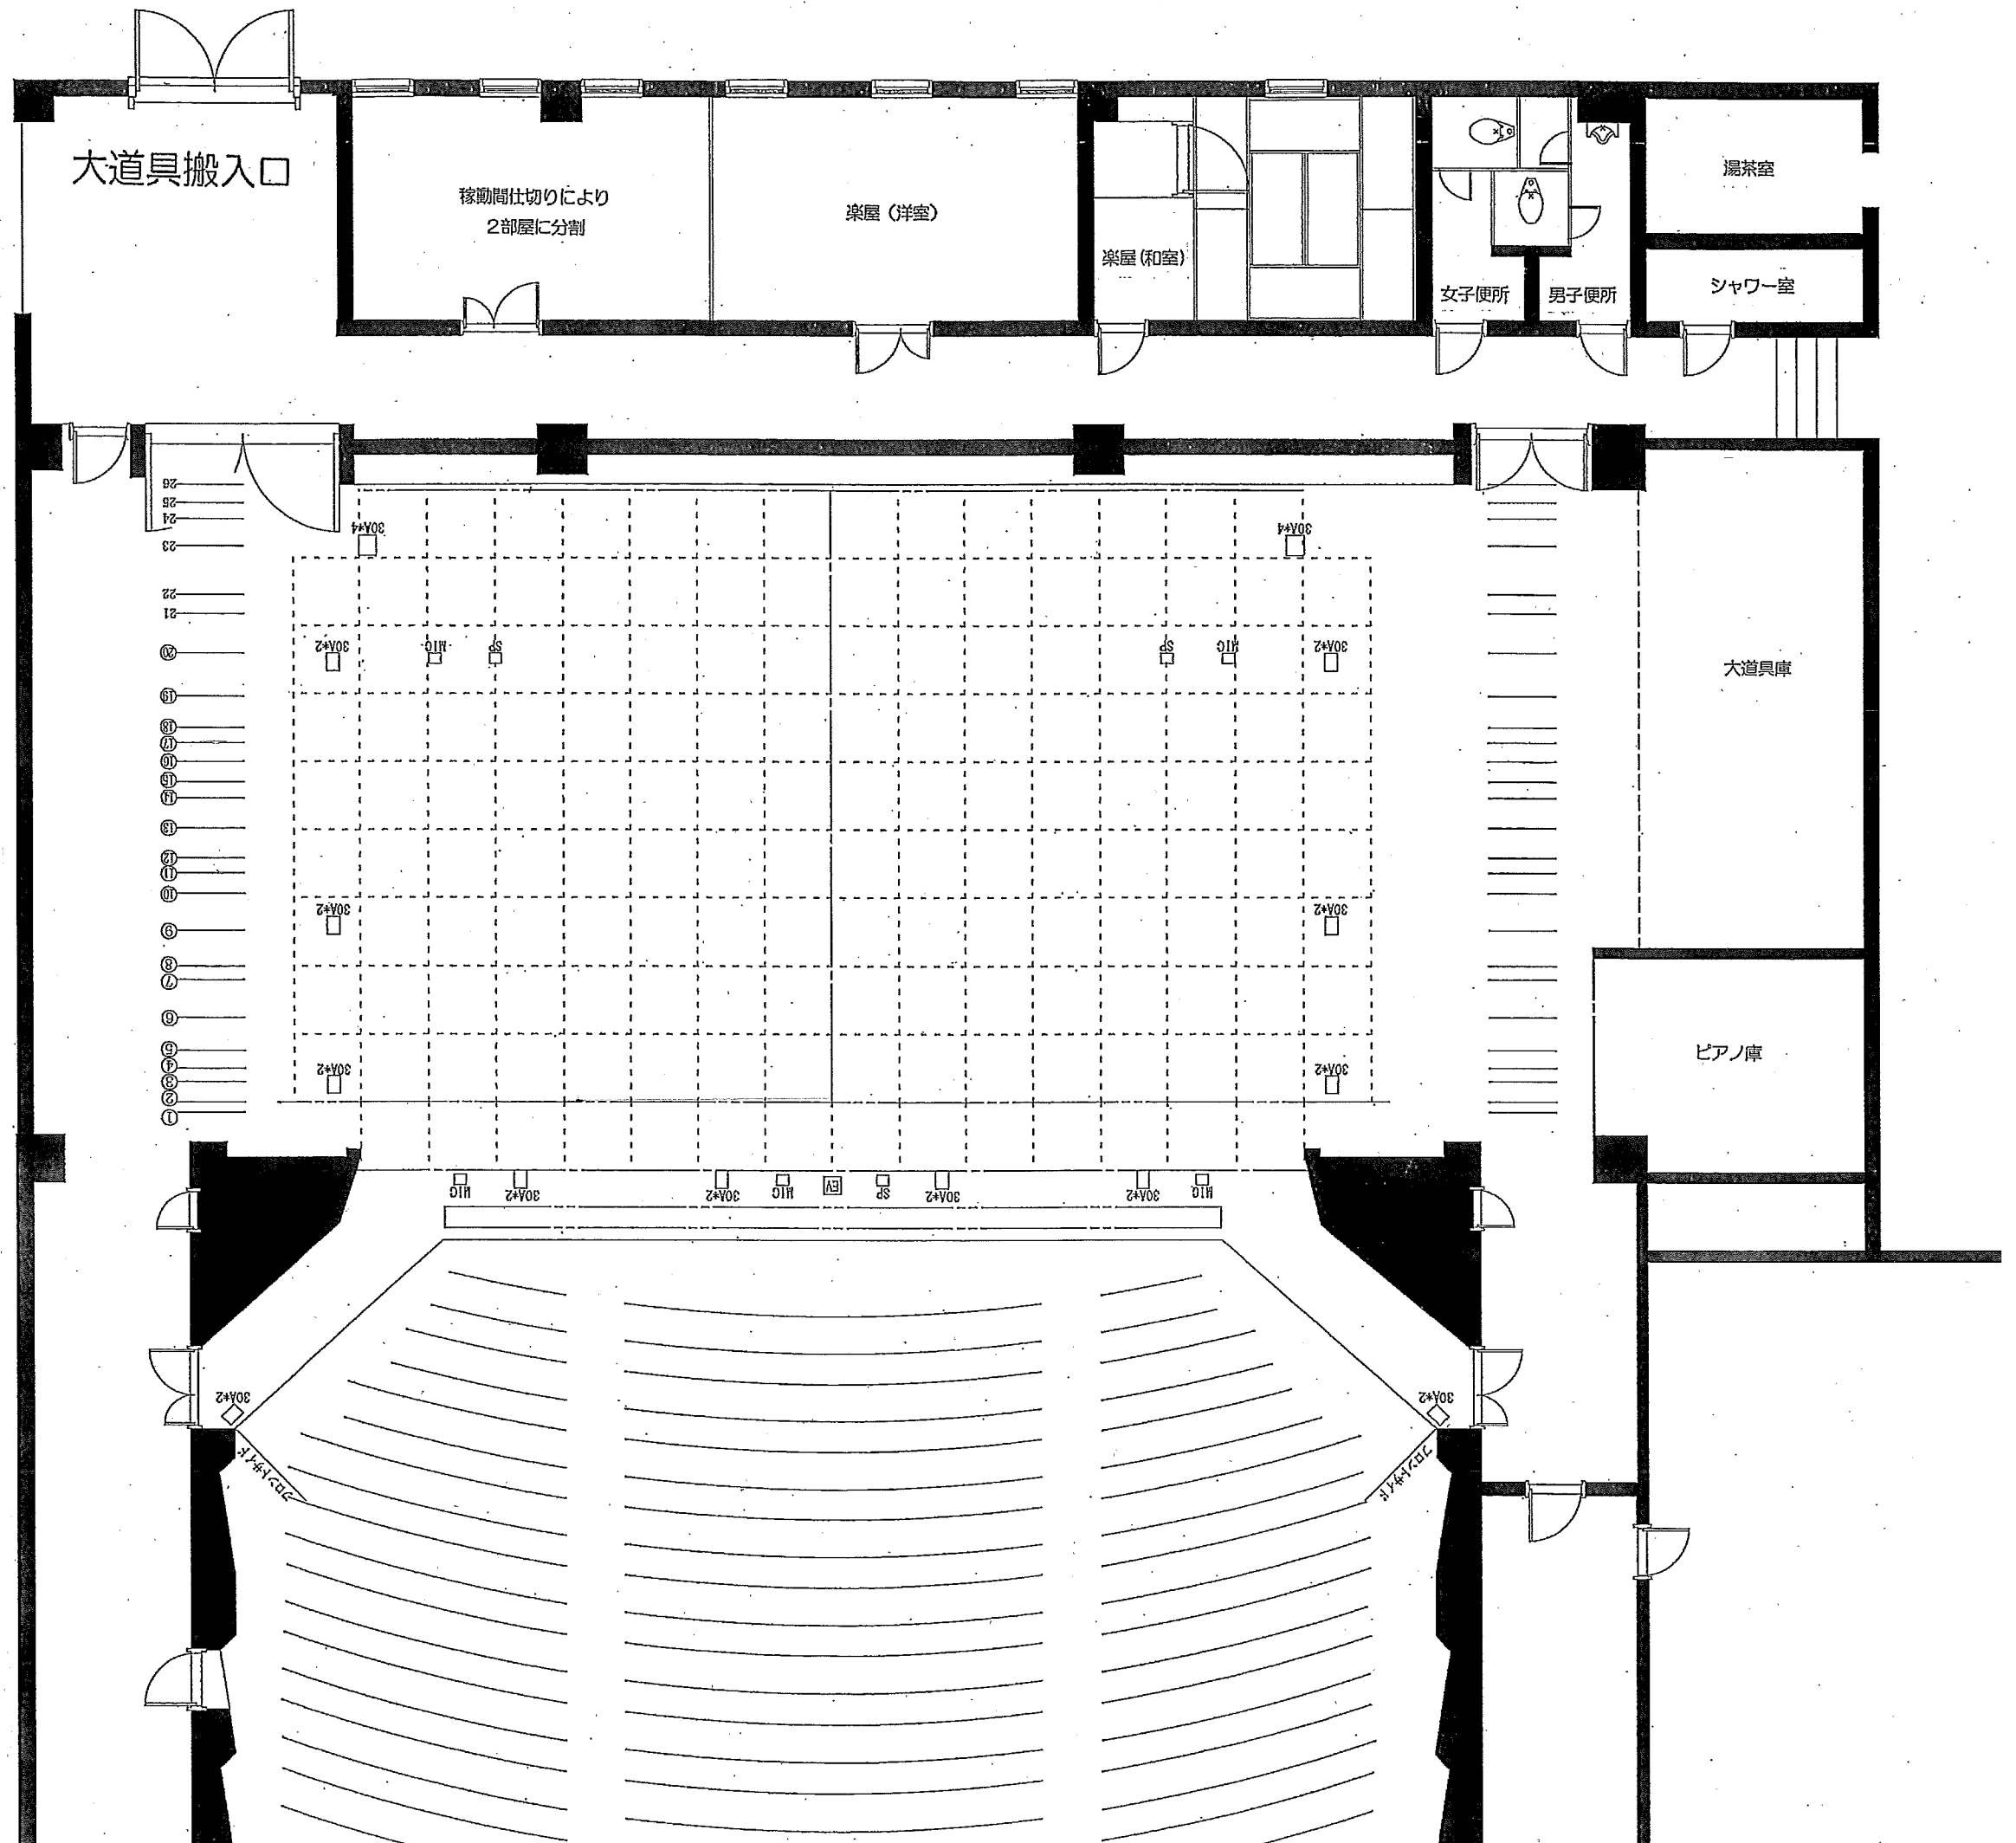 大道具搬入口
稼動間仕切りにより
2部屋に分割
楽屋(洋室)
楽屋(和室)
女子便所
男子便所
湯茶室
シャワー室
26
25
24
23
22
21
⑳
⑲
⑱
⑰
⑯
⑮
⑭
⑬
⑫
⑪
⑩
⑨
⑧
⑦
⑥
⑤
④
③
②
①
30A*4
30A*4
30A*2
MIC
SP
SP
MIC
30A*2
大道具庫
30A*2
30A*2
ピアノ庫
30A*2
30A*2
MIC
30A*2
30A*2
MIC
EV
SP
30A*2
30A*2
MIC
30A*2
30A*2
フロントサイド
フロントサイド